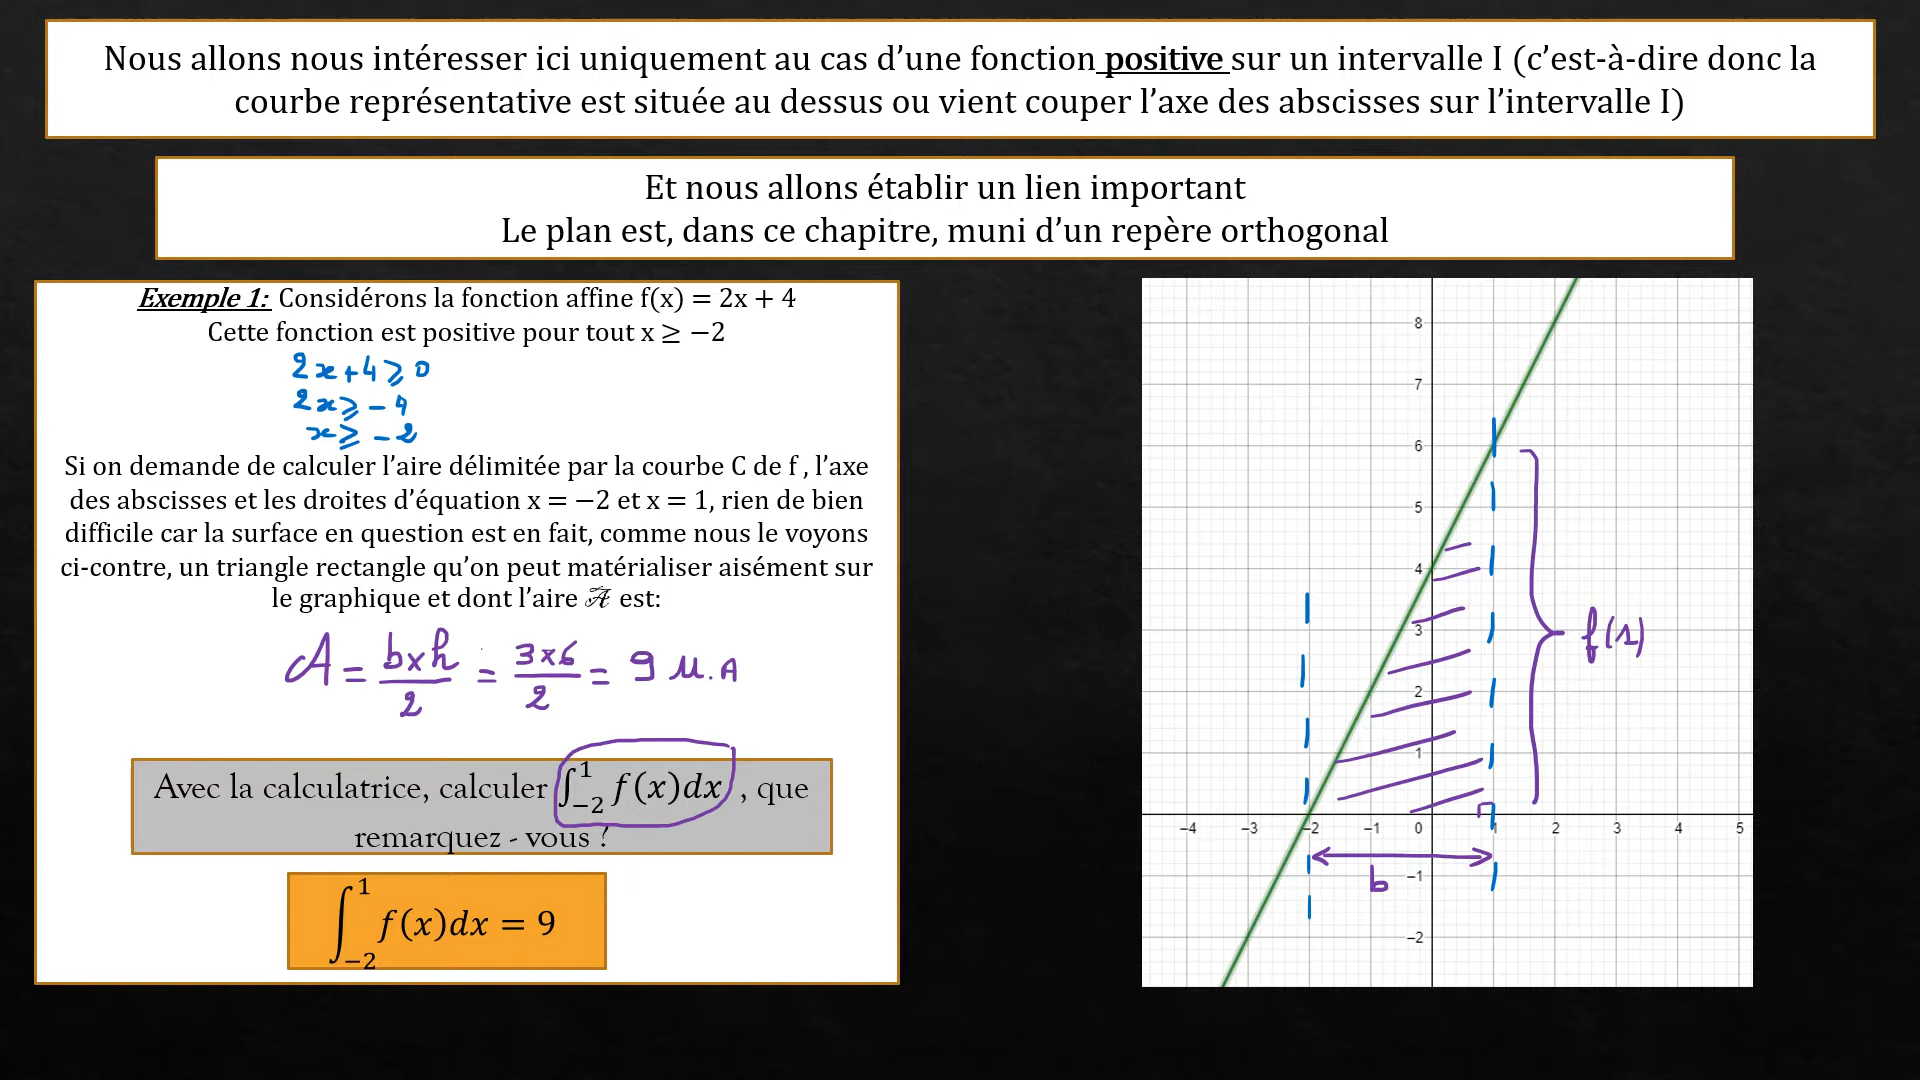 Nous allons nous intéresser ici uniquement au cas d’une fonction positive sur un intervalle I (c’est-à-dire donc la
courbe représentative est située au dessus ou vient couper l’axe des abscisses sur l’intervalle I)
Et nous allons établir un lien important
Le plan est, dans ce chapitre, muni d’un repère orthogonal
Exemple 1: Considérons la fonction affine f(x) = 2x + 4
Cette fonction est positive pour tout x ≥ −2
2x + 4 ⩾ 0
2x ⩾ − 4
x ⩾ − 2
Si on demande de calculer l’aire délimitée par la courbe C de f , l’axe
des abscisses et les droites d’équation x = −2 et x = 1, rien de bien
difficile car la surface en question est en fait, comme nous le voyons
ci-contre, un triangle rectangle qu’on peut matérialiser aisément sur
le graphique et dont l’aire 𝒜 est:
A = b×h/2 = 3×6/2 = 9 u.A
Avec la calculatrice, calculer ∫_{−2}^{1} f(x)dx , que
remarquez - vous ?
∫_{−2}^{1} f(x)dx = 9
8
7
6
5
4
3
2
1
−4 −3 −2 −1 0 1 2 3 4 5
−1
−2
f(1)
b